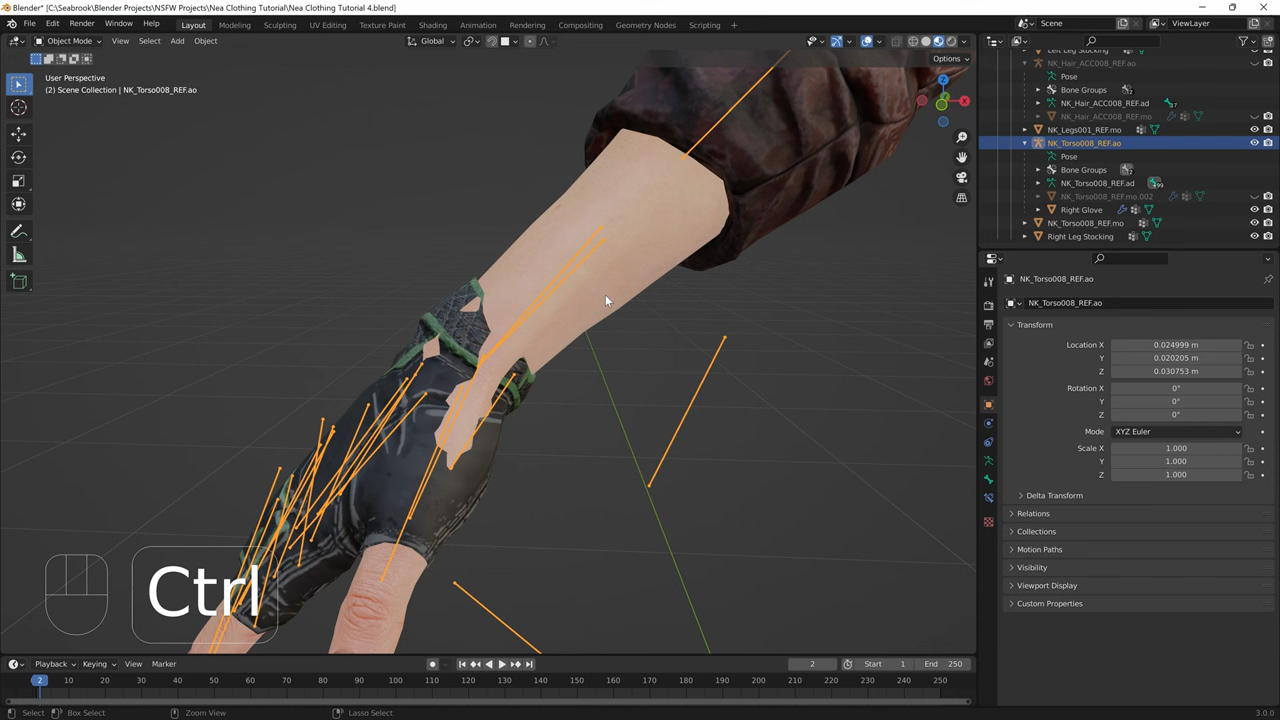 Blender* [C:\Seabrook\Blender Projects\NSFW Projects\Nea Clothing Tutorial\Nea Clothing Tutorial 4.blend]
File Edit Render Window Help Layout Modeling Sculpting UV Editing Texture Paint Shading Animation Rendering Compositing Geometry Nodes Scripting + Scene ViewLayer
Object Mode View Select Add Object Global
Options
User Perspective
(2) Scene Collection | NK_Torso008_REF.ao
Left Leg Stocking
NK_Hair_ACC008_REF.ao
Pose
Bone Groups
NK_Hair_ACC008_REF.ad
NK_Hair_ACC008_REF.mo
NK_Legs001_REF.mo
NK_Torso008_REF.ao
Pose
Bone Groups
NK_Torso008_REF.ad
NK_Torso008_REF.mo.002
Right Glove
NK_Torso008_REF.mo
Right Leg Stocking
NK_Torso008_REF.ao
NK_Torso008_REF.ao
Transform
Location X 0.024999 m
Y 0.020205 m
Z 0.030753 m
Rotation X 0°
Y 0°
Z 0°
Mode XYZ Euler
Scale X 1.000
Y 1.000
Z 1.000
Delta Transform
Relations
Collections
Motion Paths
Visibility
Viewport Display
Custom Properties
Ctrl
Playback Keying View Marker 2 Start 1 End 250
2 10 20 30 40 50 60 70 80 90 100 110 120 130 140 150 160 170 180 190 200 210 220 230 240 250
Select Box Select Zoom View Lasso Select 3.0.0